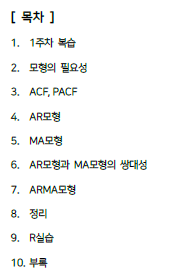 [ 목차 ]
1. 1주차 복습
2. 모형의 필요성
3. ACF, PACF
4. AR모형
5. MA모형
6. AR모형과 MA모형의 쌍대성
7. ARMA모형
8. 정리
9. R실습
10. 부록